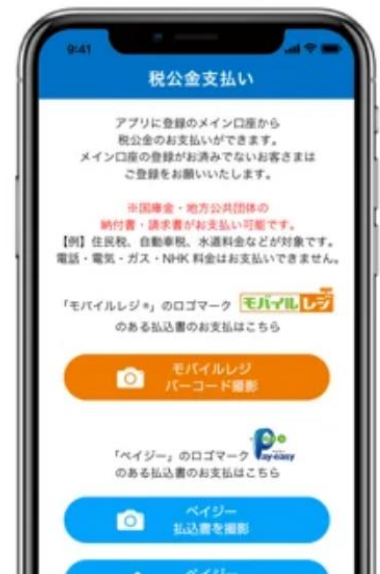 9:41
税公金支払い
アプリに登録のメイン口座から
税公金のお支払いができます。
メイン口座の登録がお済みでないお客さまは
ご登録をお願いいたします。
※国庫金・地方公共団体の
納付書・請求書がお支払い可能です。
【例】住民税、自動車税、水道料金などが対象です。
電話・電気・ガス・NHK 料金はお支払いできません。
「モバイルレジ®」のロゴマーク モバイルレジ
のある払込書のお支払はこちら
モバイルレジ
バーコード撮影
「ペイジー」のロゴマーク Pay-easy
のある払込書のお支払はこちら
ペイジー
払込書を撮影
ペイジー